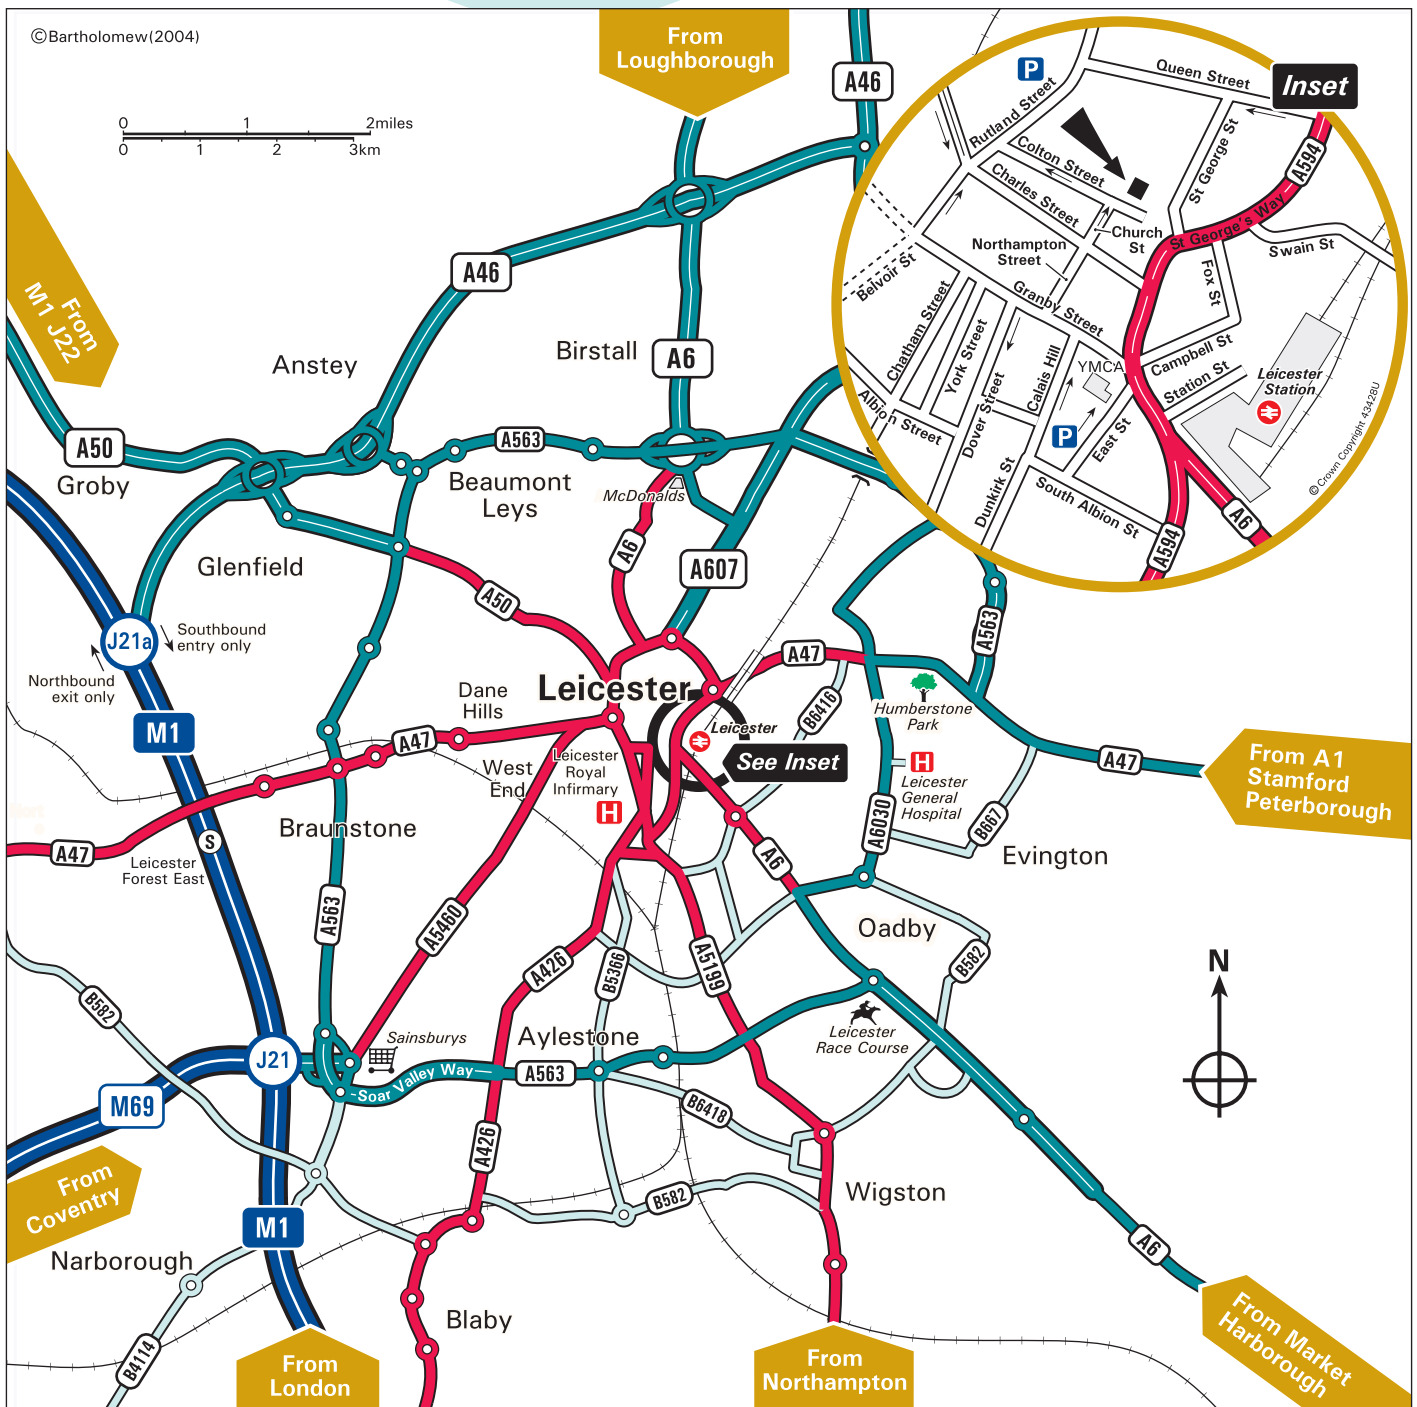 ©Bartholomew(2004)
0 1 2miles
0 1 2 3km
From
Loughborough
A46
Inset
P
Queen Street
Rutland Street
Colton Street
St George St
A594
Charles Street
Church
St
St George's Way
Swain St
Northampton
Street
Belvoir St
Fox St
Granby Street
Chatham Street
York Street
Campbell St
Calais Hill
YMCA
Station St
Leicester
Station
Albion Street
Dover Street
P
East St
Dunkirk St
South Albion St
A6
A594
© Crown Copyright 43428U
From
M1 J22
A46
Anstey
Birstall
A6
A50
Groby
A563
Beaumont
Leys
McDonalds
Glenfield
A6
A607
A50
A563
J21a
Southbound
entry only
Northbound
exit only
M1
Dane
Hills
Leicester
A47
B6416
Humberstone
Park
Leicester
See Inset
A47
West
End
Leicester
Royal
Infirmary
H
H
Leicester
General
Hospital
A47
From A1
Stamford
Peterborough
Braunstone
A6030
B667
Evington
A47
S
Leicester
Forest East
A6
A563
A5460
Oadby
B582
A426
B5366
A5199
B582
N
Sainsburys
Aylestone
Leicester
Race Course
J21
Soar Valley Way
A563
M69
B6418
A426
From
Coventry
B582
Wigston
M1
A6
Narborough
Blaby
B4114
From
London
From
Northampton
From Market
Harborough